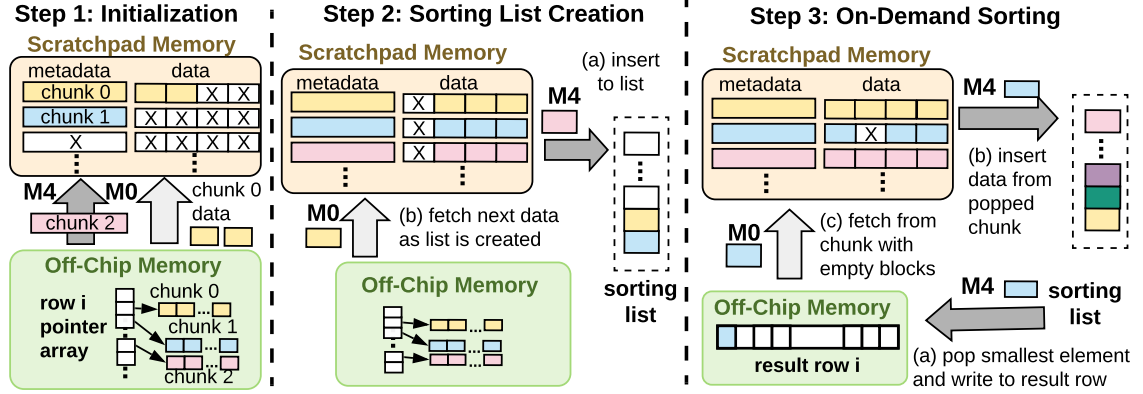 Step 1: Initialization
Scratchpad Memory
metadata
data
chunk 0
X
X
chunk 1
X
X
X
X
X
X
X
X
X
M4
M0
chunk 0
data
chunk 2
Off-Chip Memory
row i
pointer
array
chunk 0
...
chunk 1
...
...
chunk 2
Step 2: Sorting List Creation
Scratchpad Memory
metadata
data
X
X
X
(a) insert
to list
M4
M0
(b) fetch next data
as list is created
Off-Chip Memory
...
...
...
sorting
list
Step 3: On-Demand Sorting
Scratchpad Memory
metadata
data
X
M4
(b) insert
data from
popped
chunk
M0
(c) fetch from
chunk with
empty blocks
Off-Chip Memory
result row i
M4
sorting
list
(a) pop smallest element
and write to result row